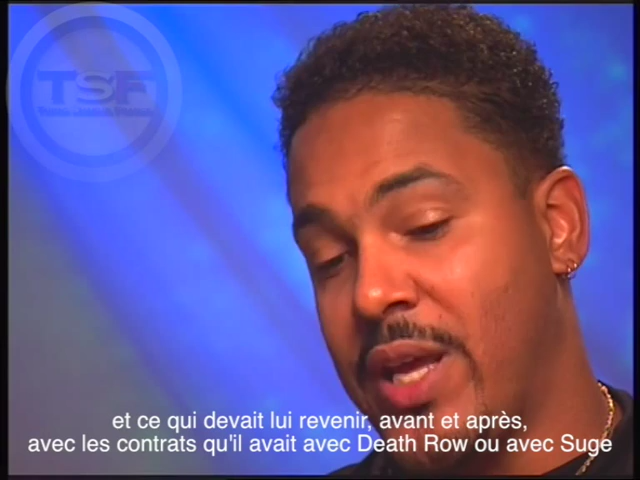 TSF
et ce qui devait lui revenir, avant et après,
avec les contrats qu'il avait avec Death Row ou avec Suge